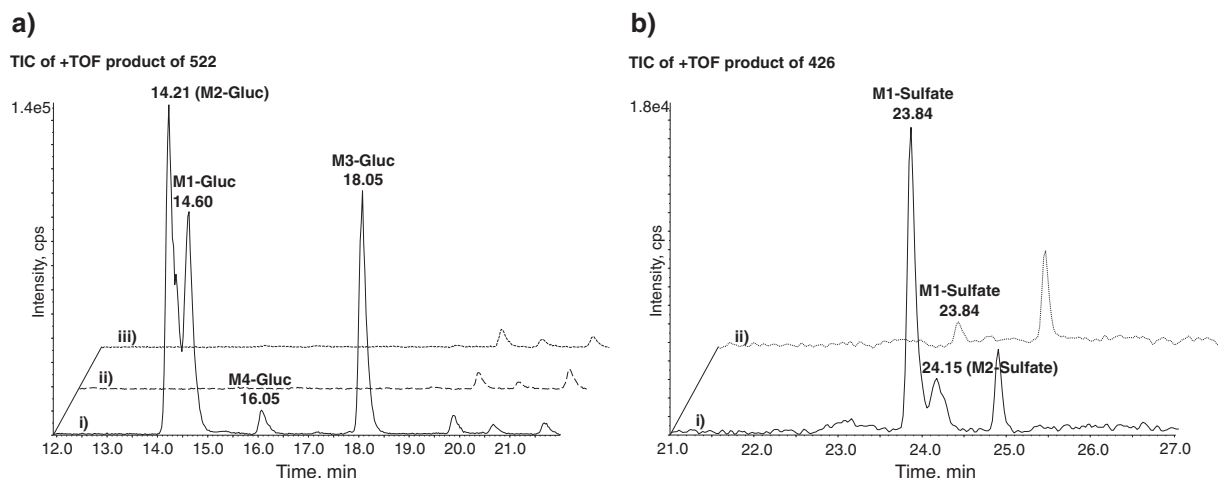 a)
TIC of +TOF product of 522
1.4e5
14.21 (M2-Gluc)
M1-Gluc
14.60
M3-Gluc
18.05
M4-Gluc
16.05
iii)
ii)
i)
Intensity, cps
12.0 13.0 14.0 15.0 16.0 17.0 18.0 19.0 20.0 21.0
Time, min
b)
TIC of +TOF product of 426
1.8e4
M1-Sulfate
23.84
M1-Sulfate
23.84
24.15 (M2-Sulfate)
ii)
i)
Intensity, cps
21.0 22.0 23.0 24.0 25.0 26.0 27.0
Time, min